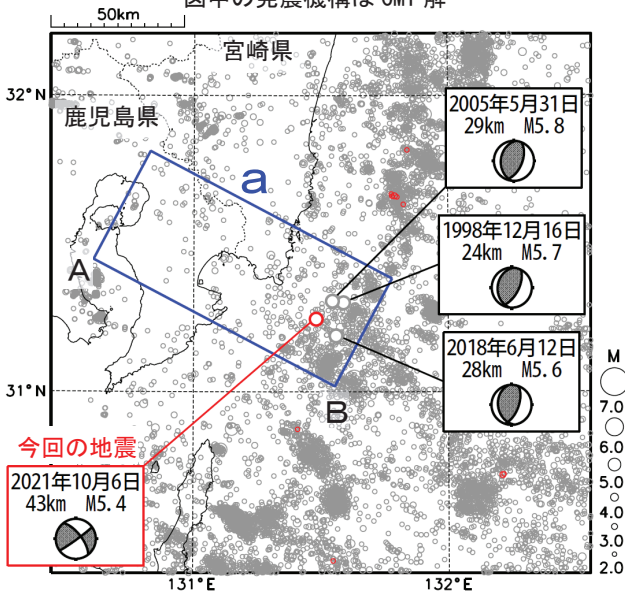 図中の発震機構は CMT 解
50km
宮崎県
32°N
鹿児島県
2005年5月31日
29km M5.8
a
1998年12月16日
24km M5.7
A
2018年6月12日
28km M5.6
31°N
B
M
7.0
6.0
5.0
4.0
3.0
2.0
今回の地震
2021年10月6日
43km M5.4
131°E
132°E